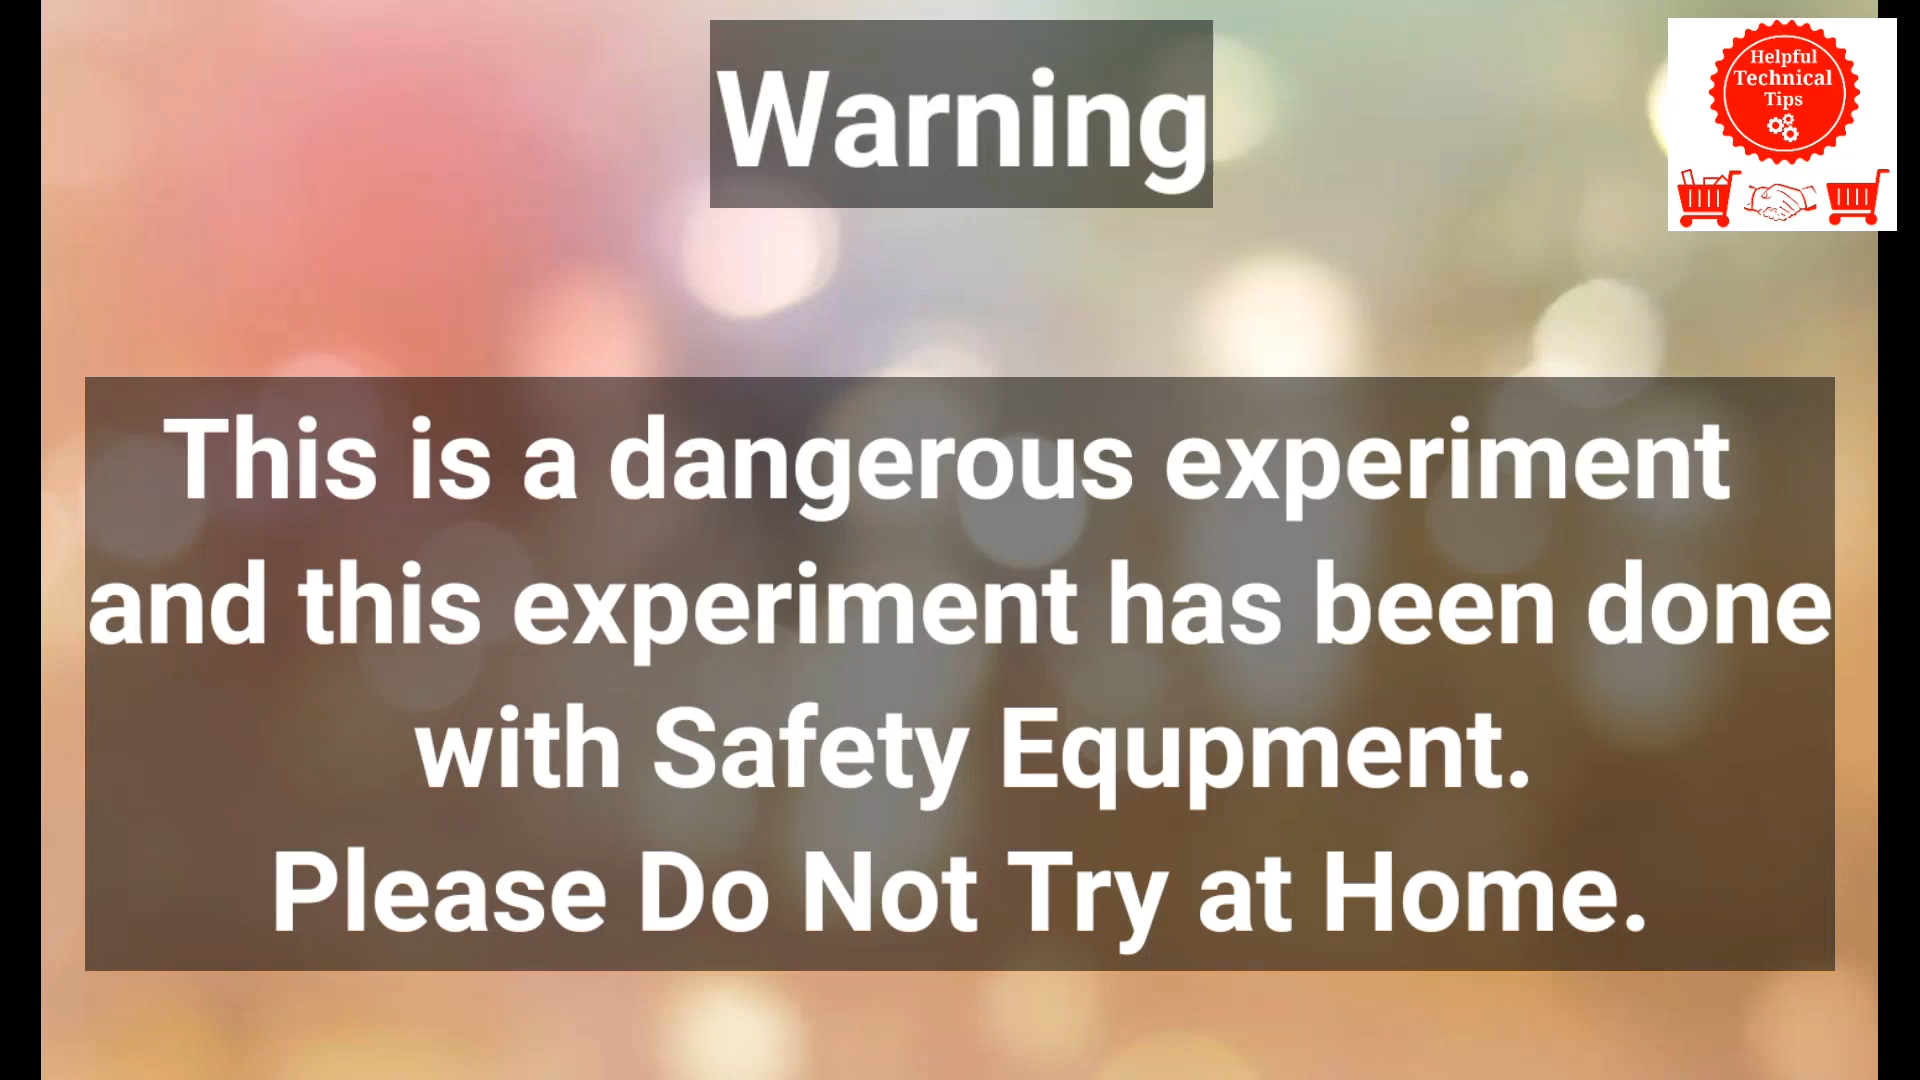 Warning
Helpful
Technical
Tips
This is a dangerous experiment
and this experiment has been done
with Safety Equpment.
Please Do Not Try at Home.